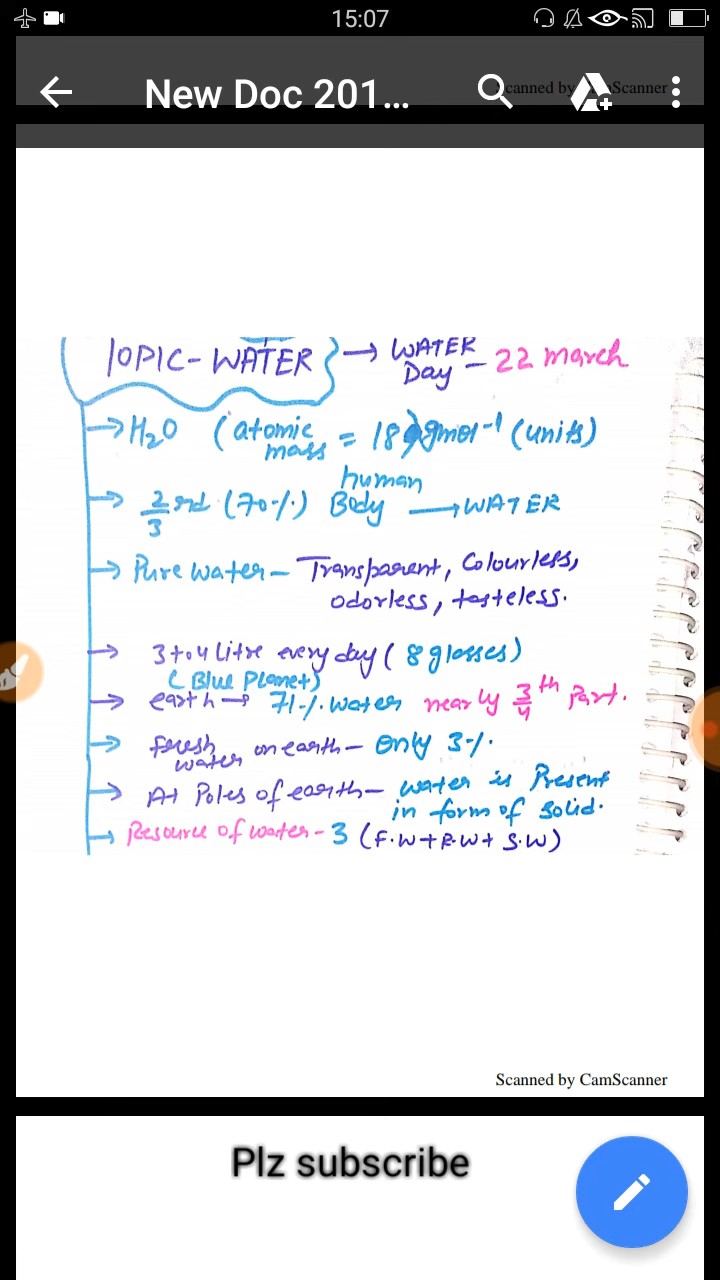 15:07
New Doc 201...
Scanned by CamScanner
TOPIC-WATER → WATER Day - 22 march
→ H2O (atomic mass = 18 gmol-1 (units)
→ 2/3 rd (70%) human Body → WATER
→ Pure water - Transparent, Colourless,
odorless, tasteless.
→ 3 to 4 Litre every day ( 8 glasses)
( Blue Planet)
→ earth → 71% water nearly 3/4 th Part.
→ fresh water on earth - Only 3%.
→ At Poles of earth - water is Present
in form of solid.
→ Resource of water - 3 (F.W+R.W+ S.W)
Scanned by CamScanner
Plz subscribe